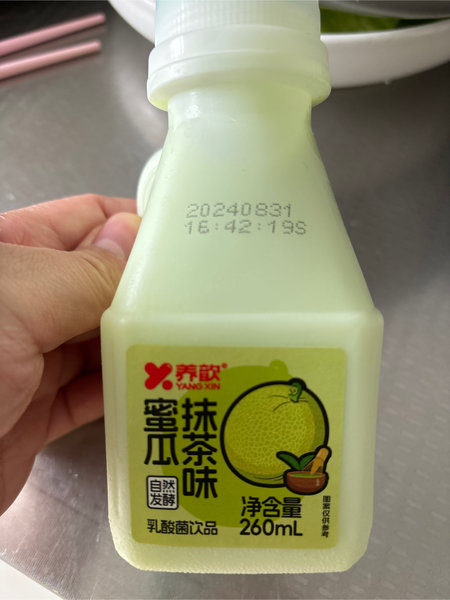 20240831
16:42:19S
养歆®
YANG XIN
蜜瓜
抹茶味
自然
发酵
乳酸菌饮品
净含量
260mL
图案仅供参考